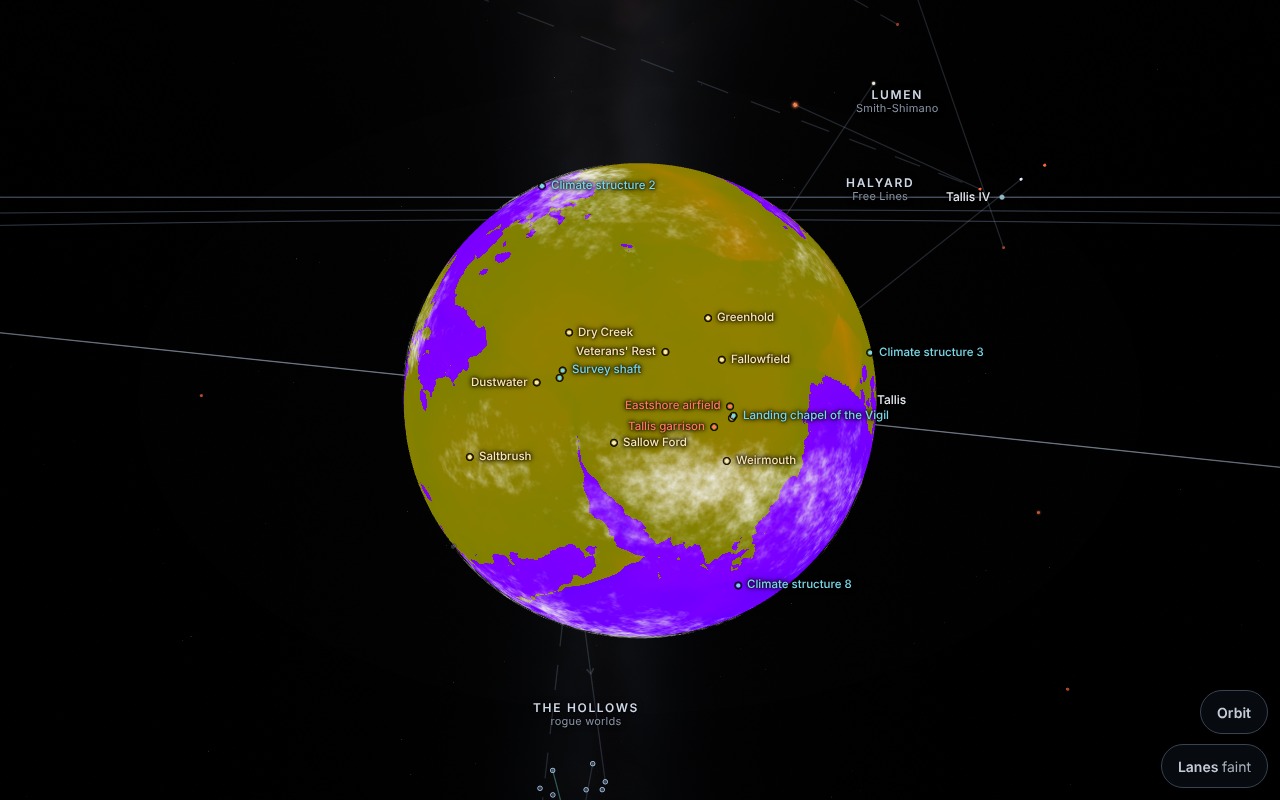 LUMEN
Smith-Shimano
HALYARD
Free Lines
Tallis IV
Climate structure 2
Greenhold
Dry Creek
Veterans' Rest
Climate structure 3
Fallowfield
Survey shaft
Dustwater
Tallis
Eastshore airfield
Landing chapel of the Vigil
Tallis garrison
Sallow Ford
Saltbrush
Weirmouth
Climate structure 8
THE HOLLOWS
rogue worlds
Orbit
Lanes faint